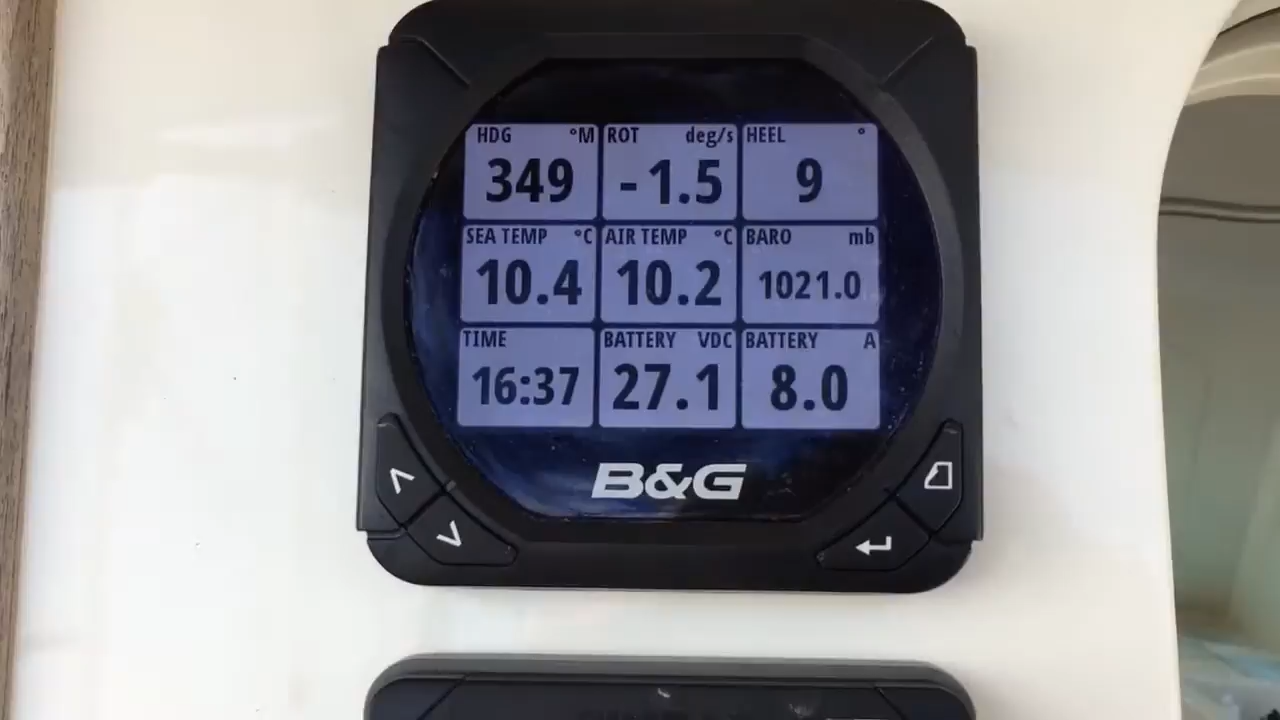 HDG °M ROT deg/s HEEL °
349 -1.5 9
SEA TEMP °C AIR TEMP °C BARO mb
10.4 10.2 1021.0
TIME BATTERY VDC BATTERY A
16:37 27.1 8.0
B&G